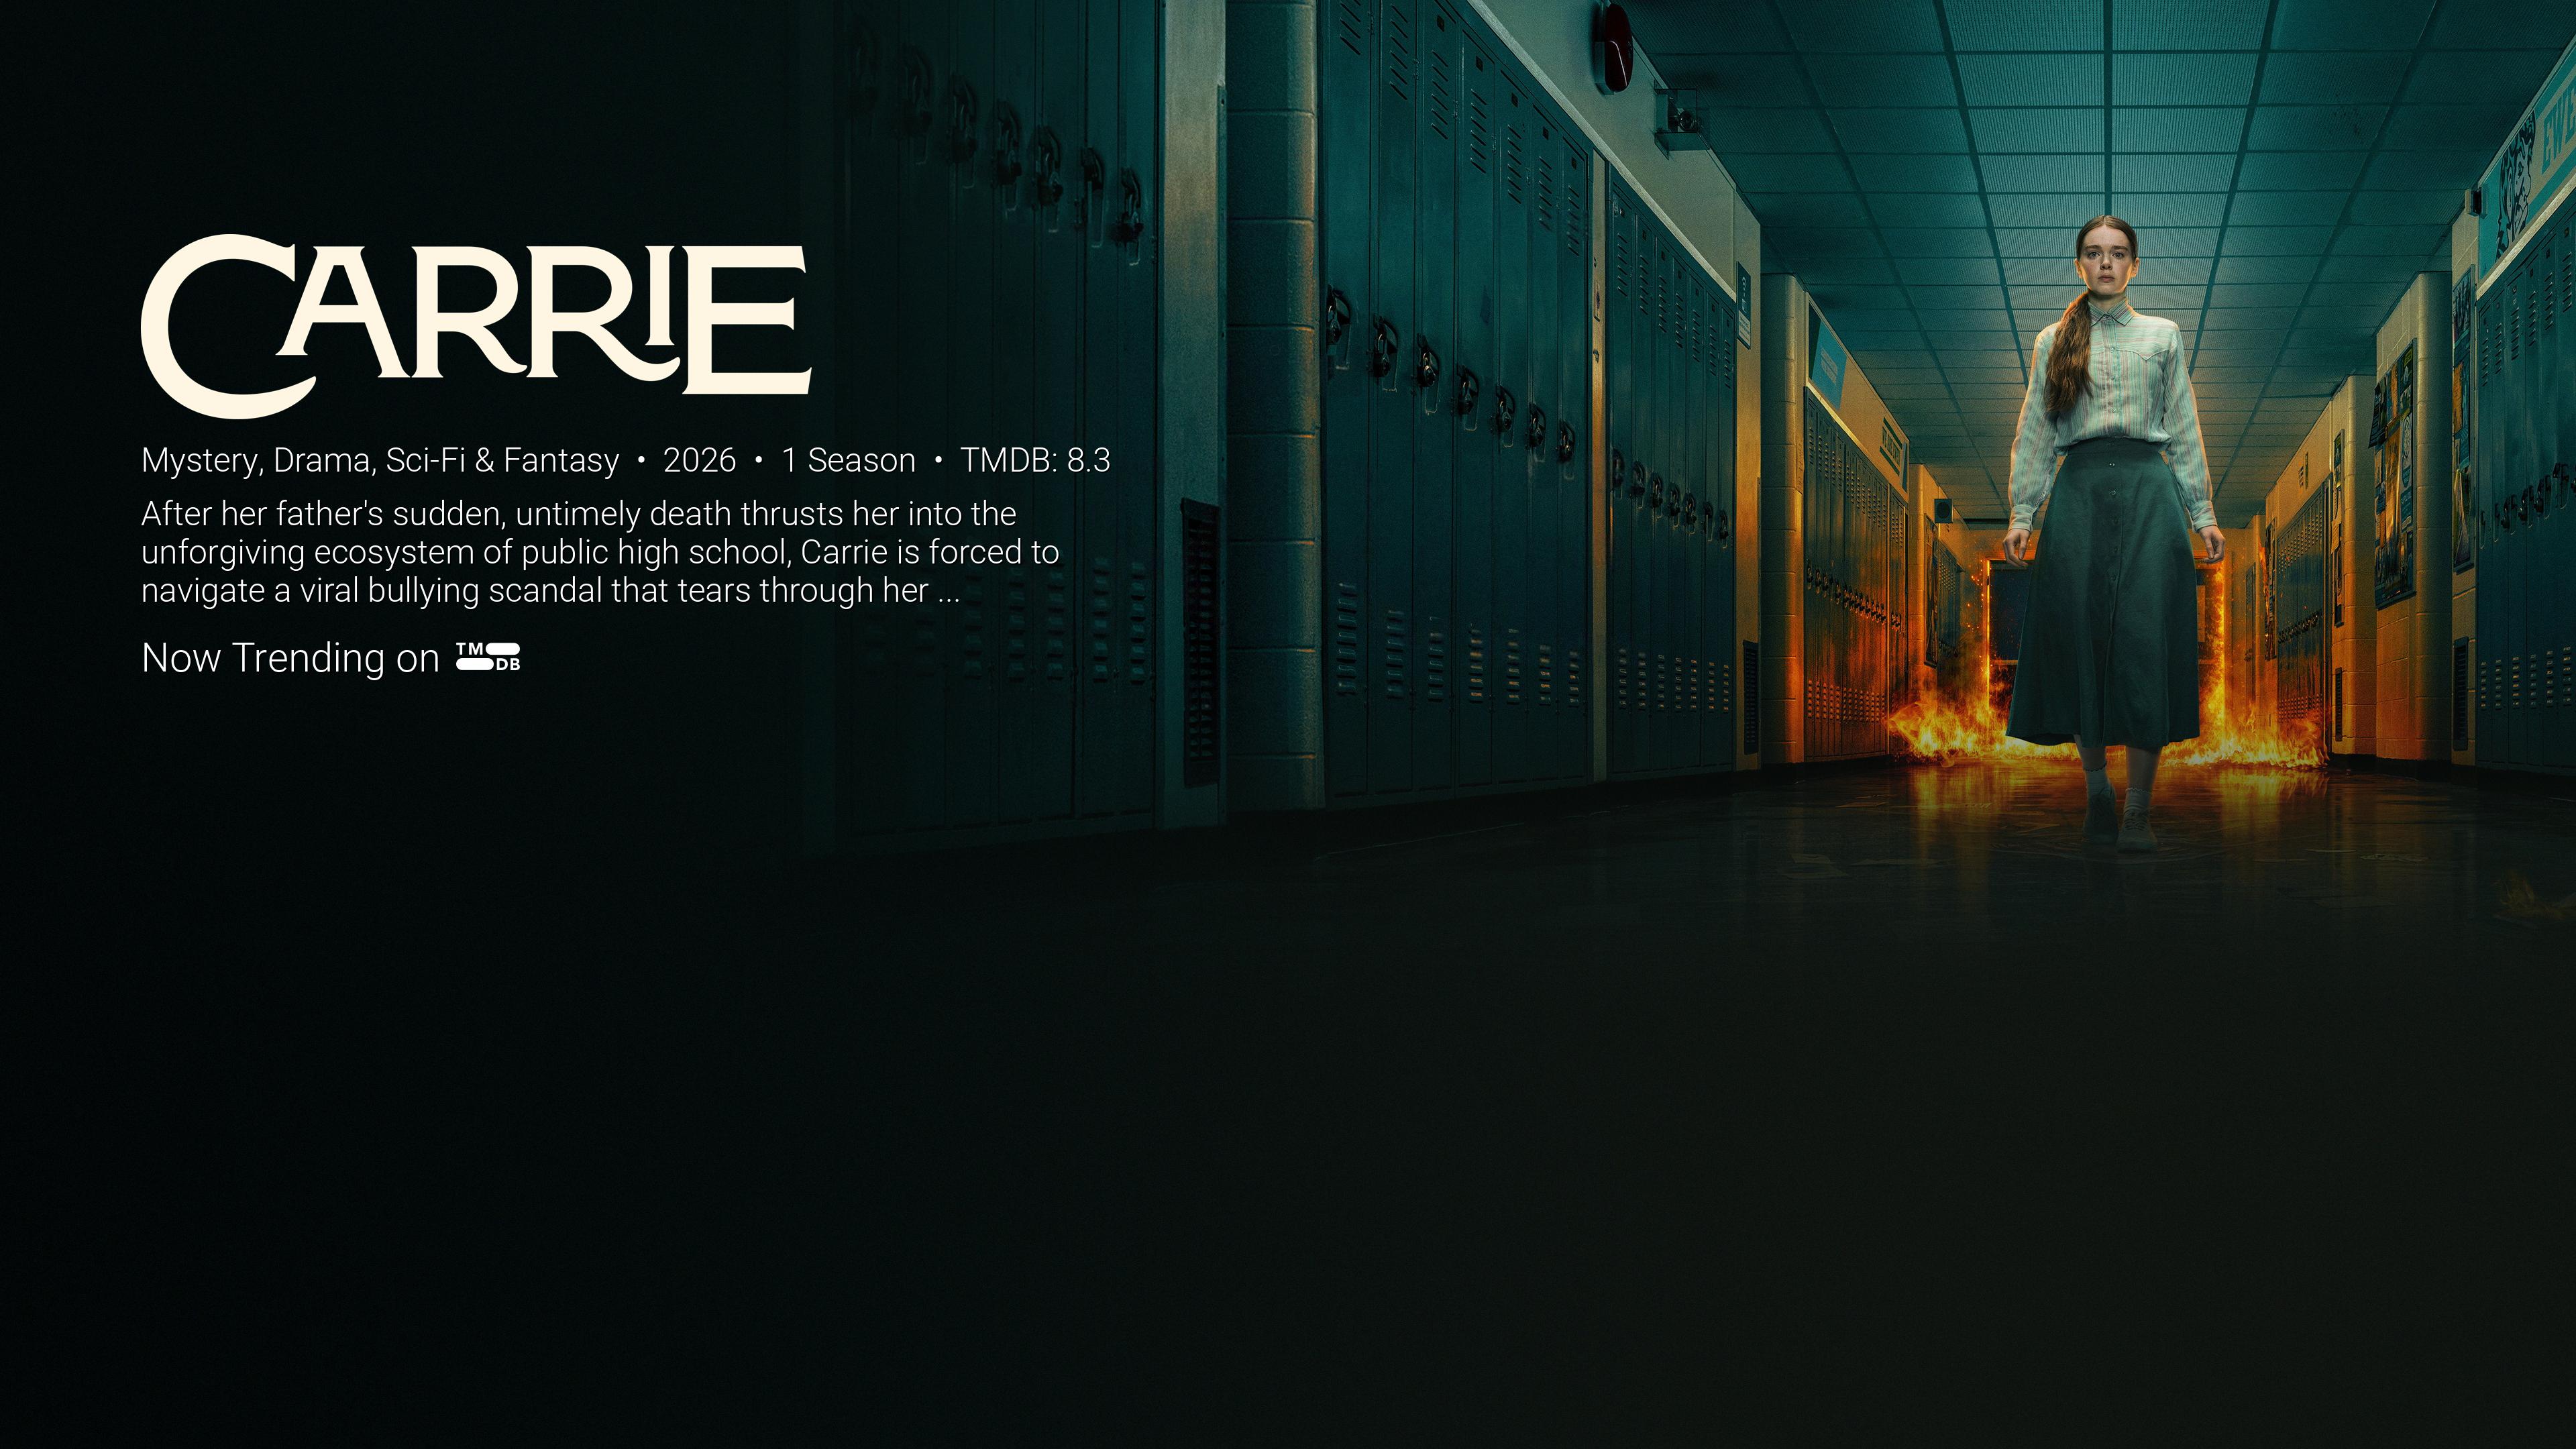 CARRIE
Mystery, Drama, Sci-Fi & Fantasy • 2026 • 1 Season • TMDB: 8.3
After her father's sudden, untimely death thrusts her into the
unforgiving ecosystem of public high school, Carrie is forced to
navigate a viral bullying scandal that tears through her ...
Now Trending on TMDB